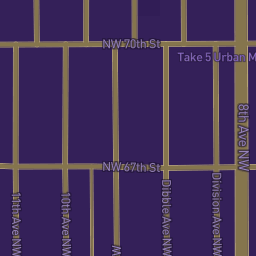 NW 70th St
Take 5 Urban M
8th Ave NW
NW 67th St
11th Ave NW
10th Ave NW
W
Dibble Ave NW
Division Ave NW